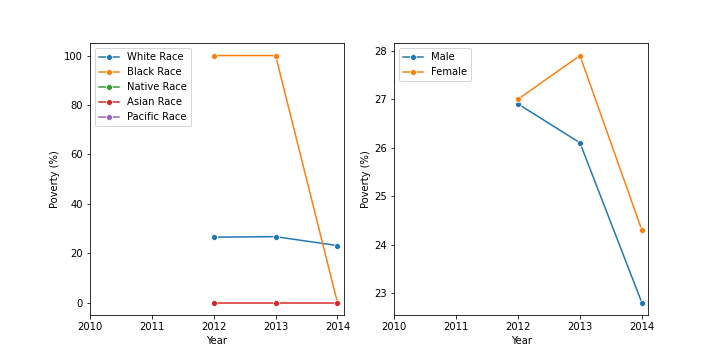 100
80
60
40
20
0
Poverty (%)
White Race
Black Race
Native Race
Asian Race
Pacific Race
2010 2011 2012 2013 2014
Year
28
27
26
25
24
23
Poverty (%)
Male
Female
2010 2011 2012 2013 2014
Year